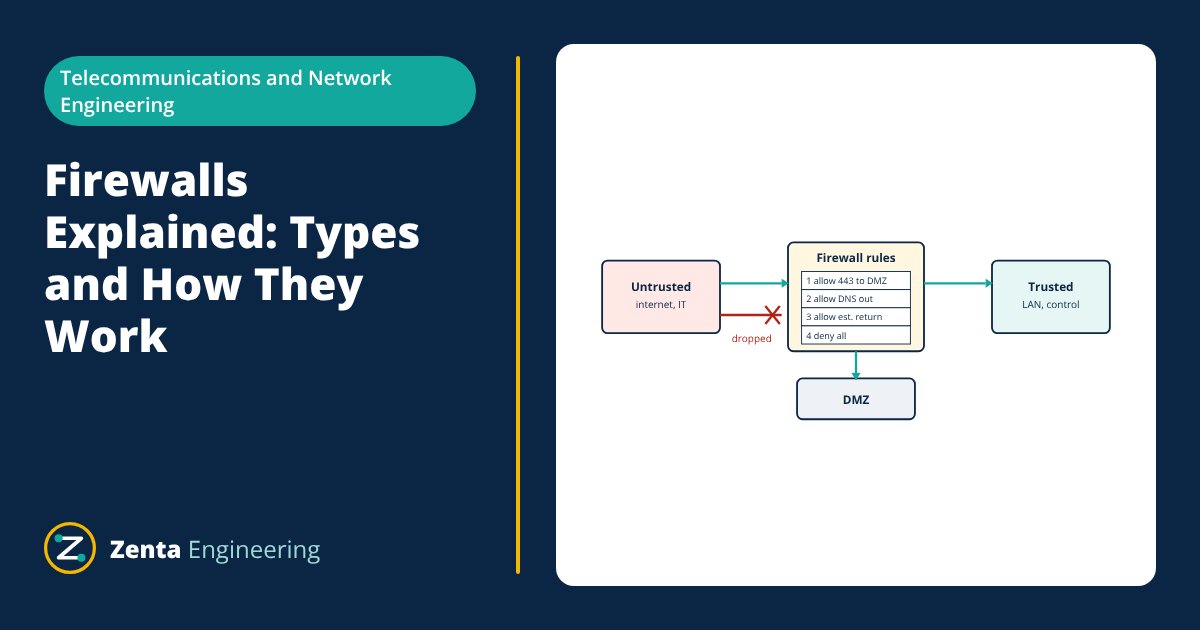 Telecommunications and Network
Engineering
Firewalls
Explained: Types
and How They
Work
Zenta Engineering
Untrusted
internet, IT
dropped
Firewall rules
1 allow 443 to DMZ
2 allow DNS out
3 allow est. return
4 deny all
DMZ
Trusted
LAN, control